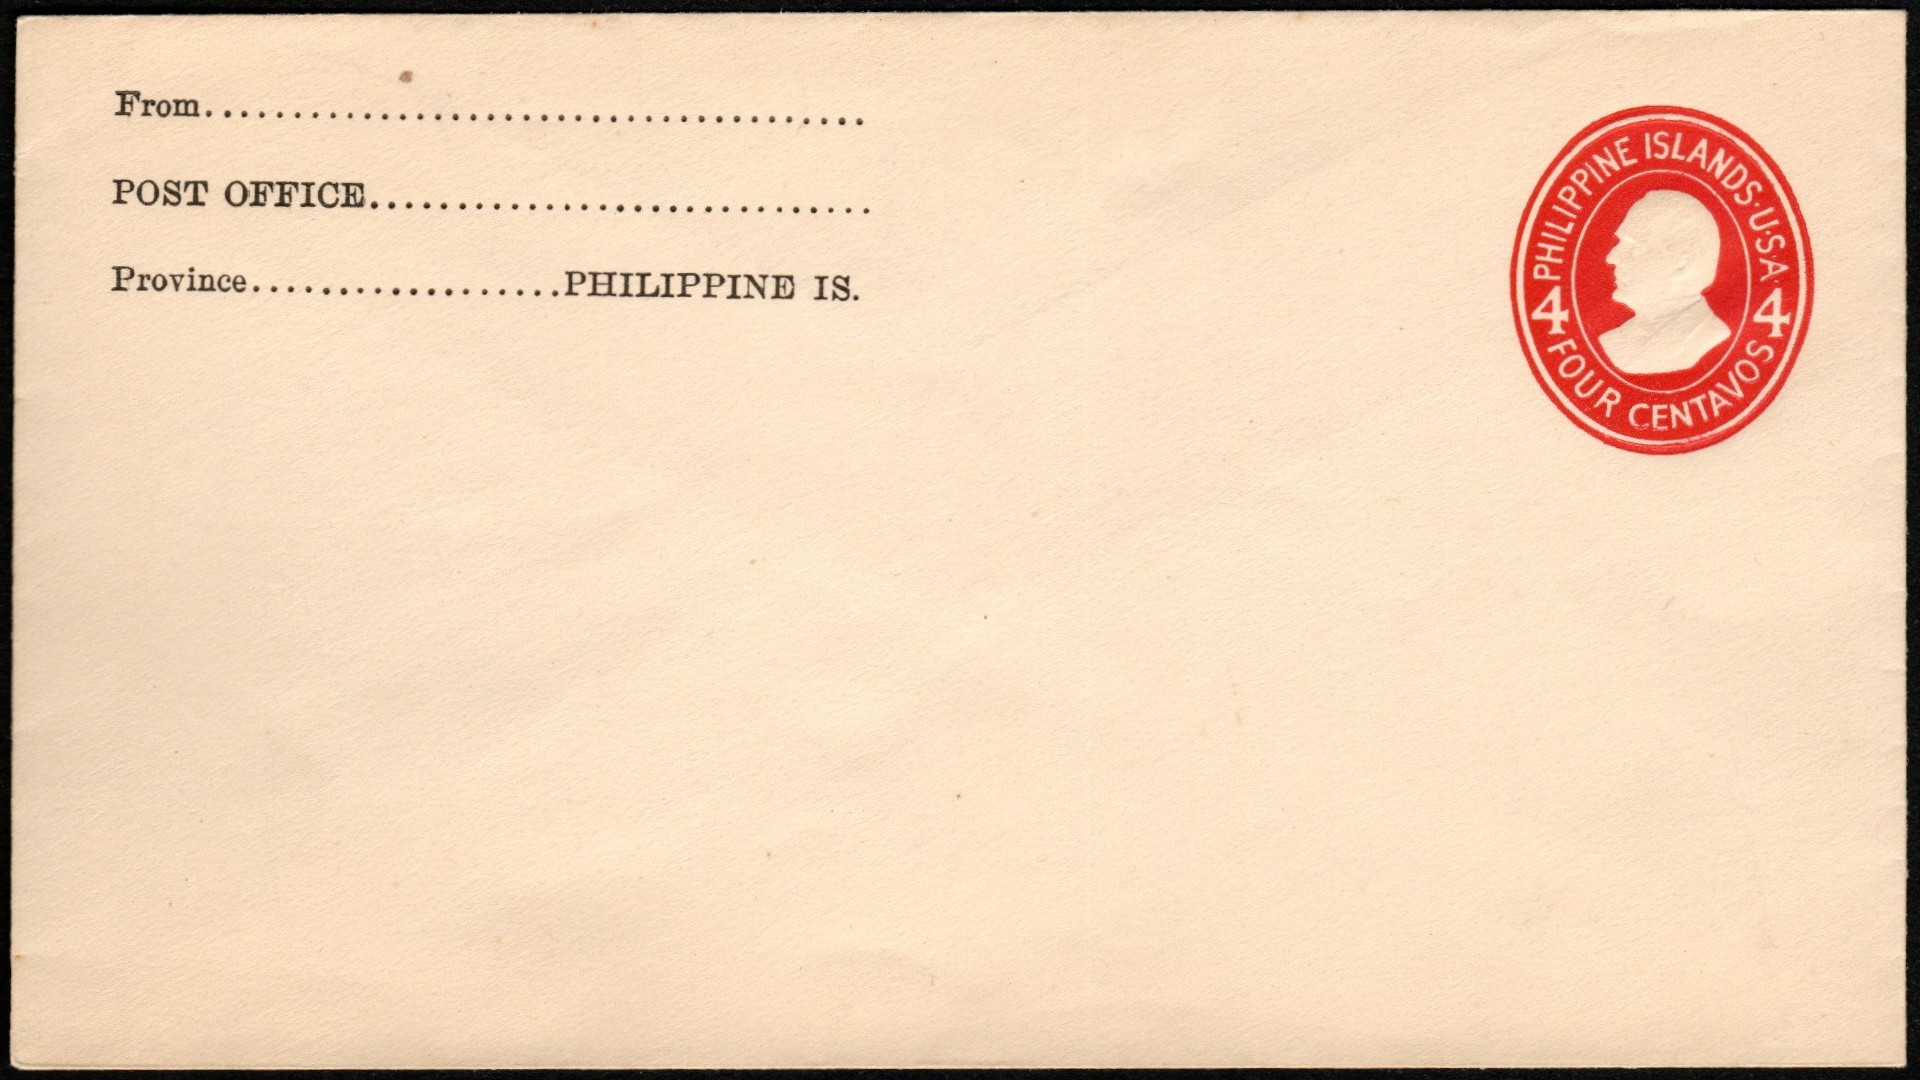 From.......................................
POST OFFICE.............................
Province..................PHILIPPINE IS.
PHILIPPINE ISLANDS·U·S·A·
4 4
FOUR CENTAVOS